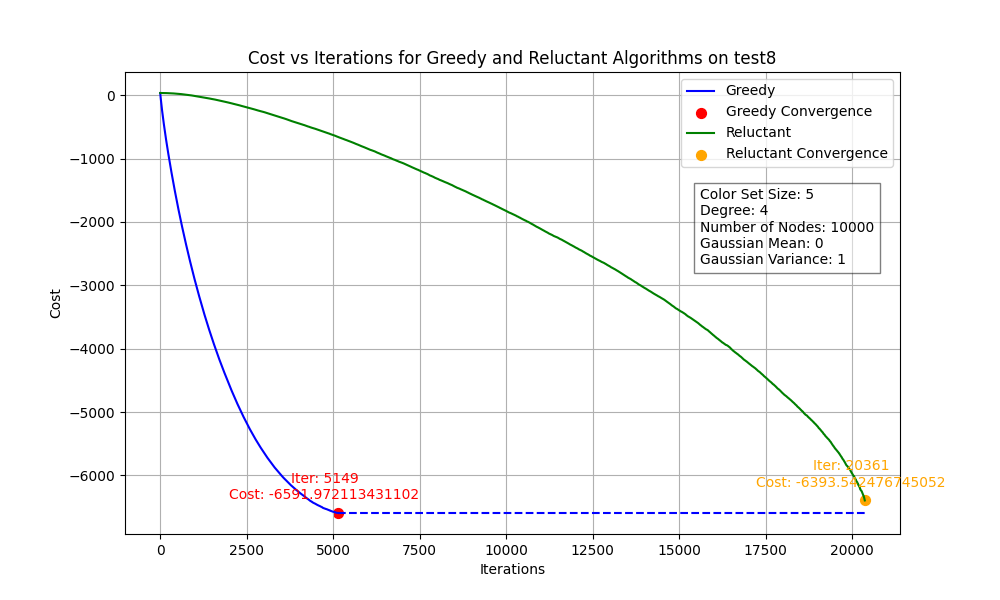 Cost vs Iterations for Greedy and Reluctant Algorithms on test8
Greedy
Greedy Convergence
Reluctant
Reluctant Convergence
Color Set Size: 5
Degree: 4
Number of Nodes: 10000
Gaussian Mean: 0
Gaussian Variance: 1
Cost
0
−1000
−2000
−3000
−4000
−5000
−6000
Iter: 5149
Cost: -6591.972113431102
Iter: 20361
Cost: -6393.542476745052
0 2500 5000 7500 10000 12500 15000 17500 20000
Iterations